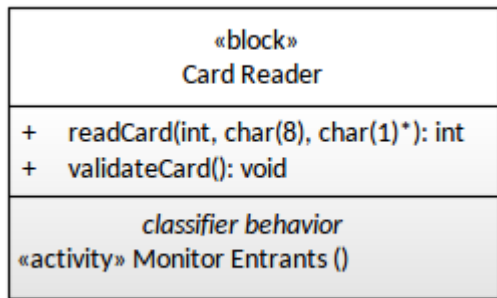 «block»
Card Reader
+ readCard(int, char(8), char(1)*): int
+ validateCard(): void
classifier behavior
«activity» Monitor Entrants ()